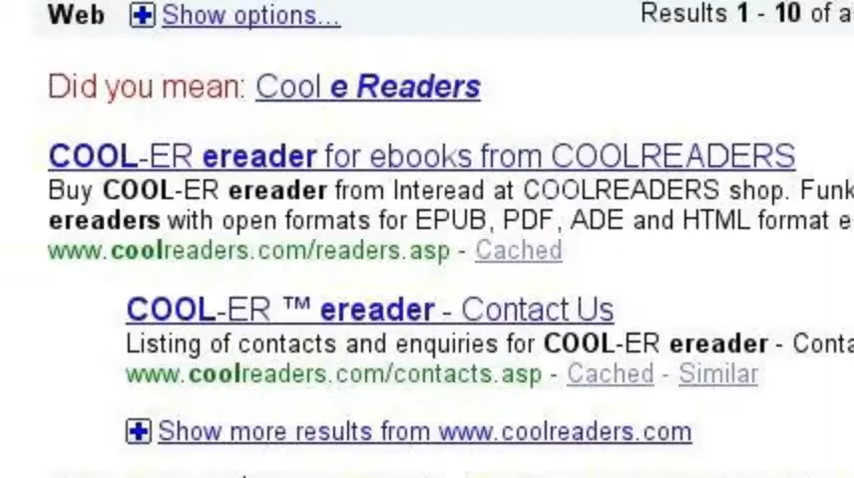 Web Show options...
Results 1 - 10 of a
Did you mean: Cool e Readers
COOL-ER ereader for ebooks from COOLREADERS
Buy COOL-ER ereader from Interead at COOLREADERS shop. Funk
ereaders with open formats for EPUB, PDF, ADE and HTML format e
www.coolreaders.com/readers.asp - Cached
COOL-ER ™ ereader - Contact Us
Listing of contacts and enquiries for COOL-ER ereader - Conta
www.coolreaders.com/contacts.asp - Cached - Similar
Show more results from www.coolreaders.com